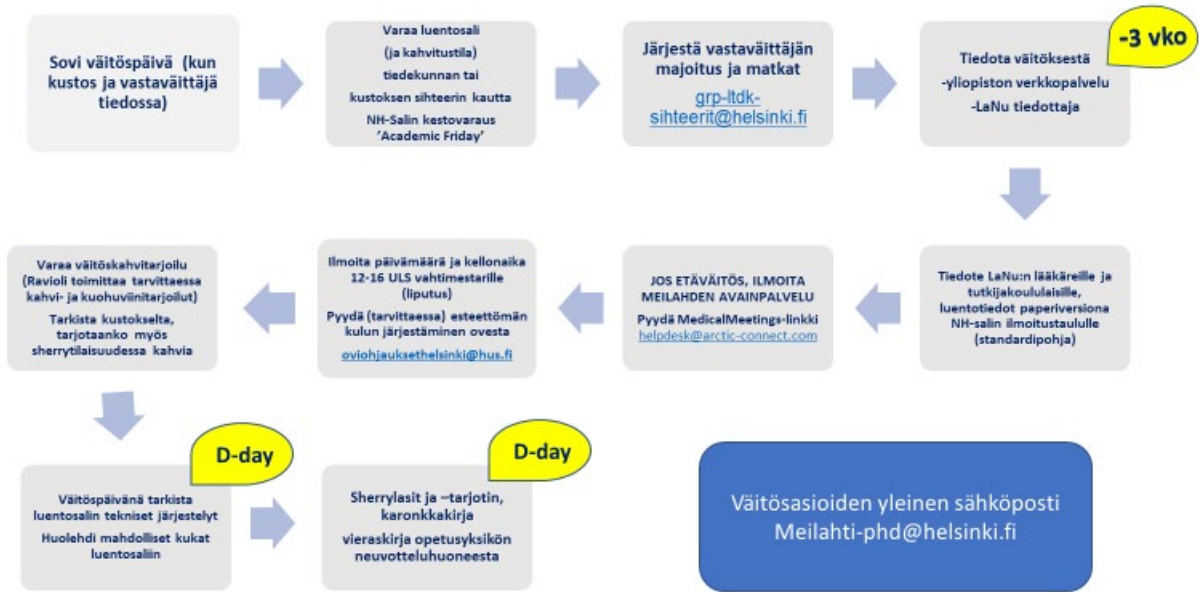 Sovi väitöspäivä (kun
kustos ja vastaväittäjä
tiedossa)
Varaa luentosali
(ja kahvitustila)
tiedekunnan tai
kustoksen sihteerin kautta
NH-Salin kestovaraus
'Academic Friday'
Järjestä vastaväittäjän
majoitus ja matkat
grp-ltdk-
sihteerit@helsinki.fi
-3 vko
Tiedota väitöksestä
-yliopiston verkkopalvelu
-LaNu tiedottaja
Tiedote LaNu:n lääkäreille ja
tutkijakoululaisille,
luentotiedot paperiversiona
NH-salin ilmoitustaululle
(standardipohja)
JOS ETÄVÄITÖS, ILMOITA
MEILAHDEN AVAINPALVELU
Pyydä MedicalMeetings-linkki
helpdesk@arctic-connect.com
Ilmoita päivämäärä ja kellonaika
12-16 ULS vahtimestarille
(liputus)
Pyydä (tarvittaessa) esteettömän
kulun järjestäminen ovesta
oviohjauksethelsinki@hus.fi
Varaa väitöskahvitarjoilu
(Ravioli toimittaa tarvittaessa
kahvi- ja kuohuviinitarjoilut)
Tarkista kustokselta,
tarjotaanko myös
sherrytilaisuudessa kahvia
D-day
Väitöspäivänä tarkista
luentosalin tekniset järjestelyt
Huolehdi mahdolliset kukat
luentosaliin
D-day
Sherrylasit ja –tarjotin,
karonkkakirja
vieraskirja opetusyksikön
neuvotteluhuoneesta
Väitösasioiden yleinen sähköposti
Meilahti-phd@helsinki.fi